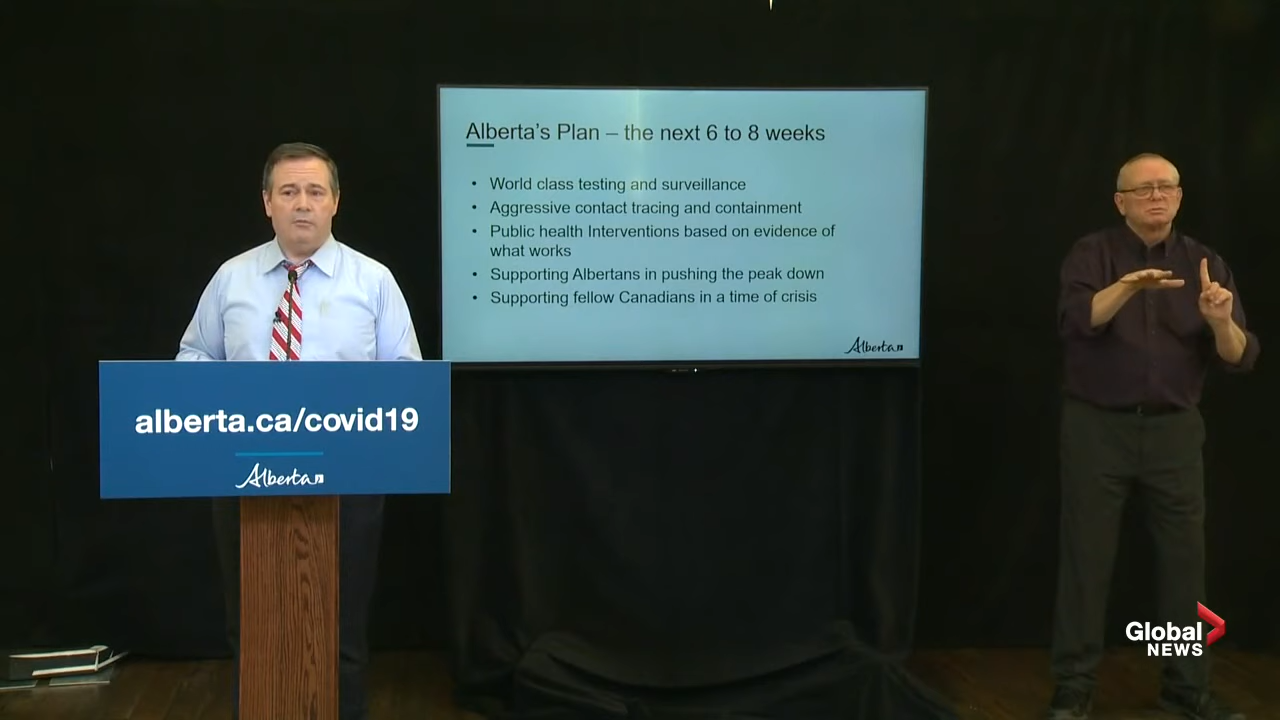 Alberta's Plan – the next 6 to 8 weeks
• World class testing and surveillance
• Aggressive contact tracing and containment
• Public health Interventions based on evidence of
what works
• Supporting Albertans in pushing the peak down
• Supporting fellow Canadians in a time of crisis
Alberta
alberta.ca/covid19
Alberta
Global
NEWS